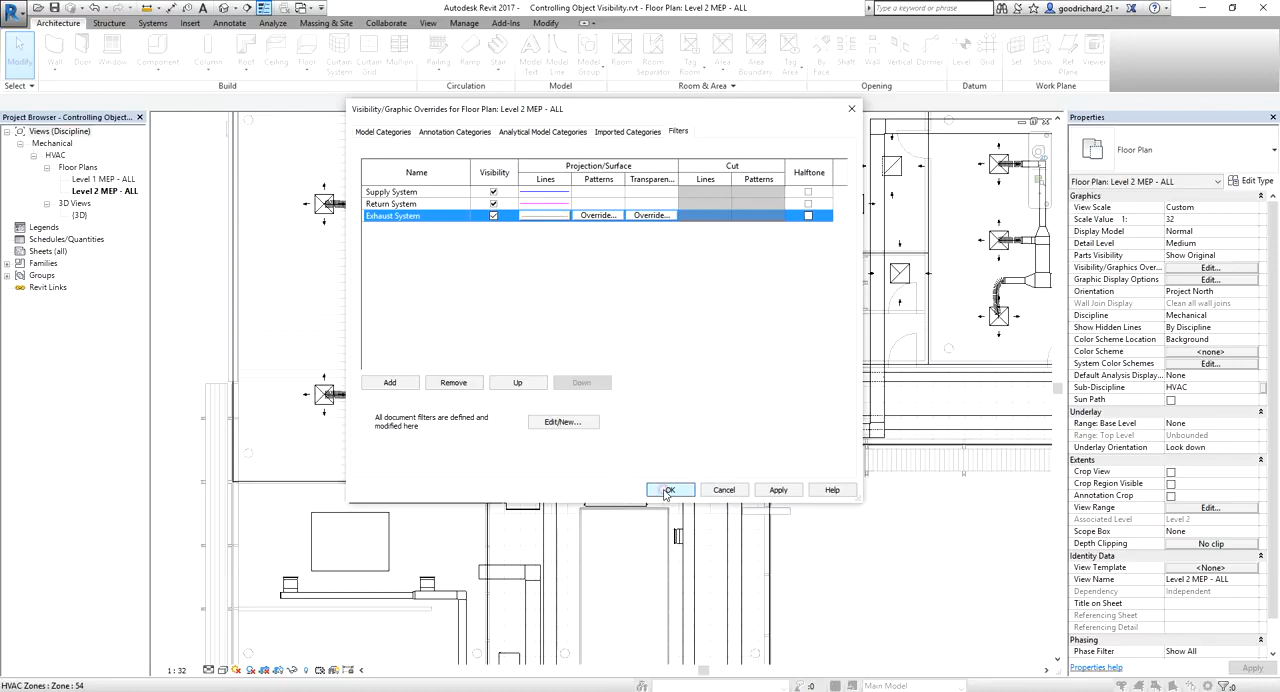 Autodesk Revit 2017 - Controlling Object Visibility.rvt - Floor Plan: Level 2 MEP - ALL
Type a keyword or phrase
goodrichard_21
Architecture Structure Systems Insert Annotate Analyze Massing & Site Collaborate View Manage Add-Ins Modify
Modify Wall Door Window Component Column Roof Ceiling Floor Curtain System Curtain Grid Mullion Railing Ramp Stair Model Text Model Line Model Group Room Room Separator Tag Room Area Area Boundary Tag Area By Face Shaft Wall Vertical Dormer Level Grid Set Show Ref Plane Viewer
Select Build Circulation Model Room & Area Opening Datum Work Plane
Project Browser - Controlling Object...
Views (Discipline)
Mechanical
HVAC
Floor Plans
Level 1 MEP - ALL
Level 2 MEP - ALL
3D Views
{3D}
Legends
Schedules/Quantities
Sheets (all)
Families
Groups
Revit Links
Visibility/Graphic Overrides for Floor Plan: Level 2 MEP - ALL
Model Categories Annotation Categories Analytical Model Categories Imported Categories Filters
Name Visibility Projection/Surface Cut Halftone
Lines Patterns Transparen... Lines Patterns
Supply System
Return System
Exhaust System Override... Override...
Add Remove Up Down
All document filters are defined and
modified here
Edit/New...
OK Cancel Apply Help
Properties
Floor Plan
Floor Plan: Level 2 MEP - ALL Edit Type
Graphics
View Scale Custom
Scale Value 1: 32
Display Model Normal
Detail Level Medium
Parts Visibility Show Original
Visibility/Graphics Over... Edit...
Graphic Display Options Edit...
Orientation Project North
Wall Join Display Clean all wall joins
Discipline Mechanical
Show Hidden Lines By Discipline
Color Scheme Location Background
Color Scheme <none>
System Color Schemes Edit...
Default Analysis Display... None
Sub-Discipline HVAC
Sun Path
Underlay
Range: Base Level None
Range: Top Level Unbounded
Underlay Orientation Look down
Extents
Crop View
Crop Region Visible
Annotation Crop
View Range Edit...
Associated Level Level 2
Scope Box None
Depth Clipping No clip
Identity Data
View Template <None>
View Name Level 2 MEP - ALL
Dependency Independent
Title on Sheet
Referencing Sheet
Referencing Detail
Phasing
Phase Filter Show All
Properties help Apply
1 : 32
HVAC Zones : Zone : 54
:0 Main Model :0